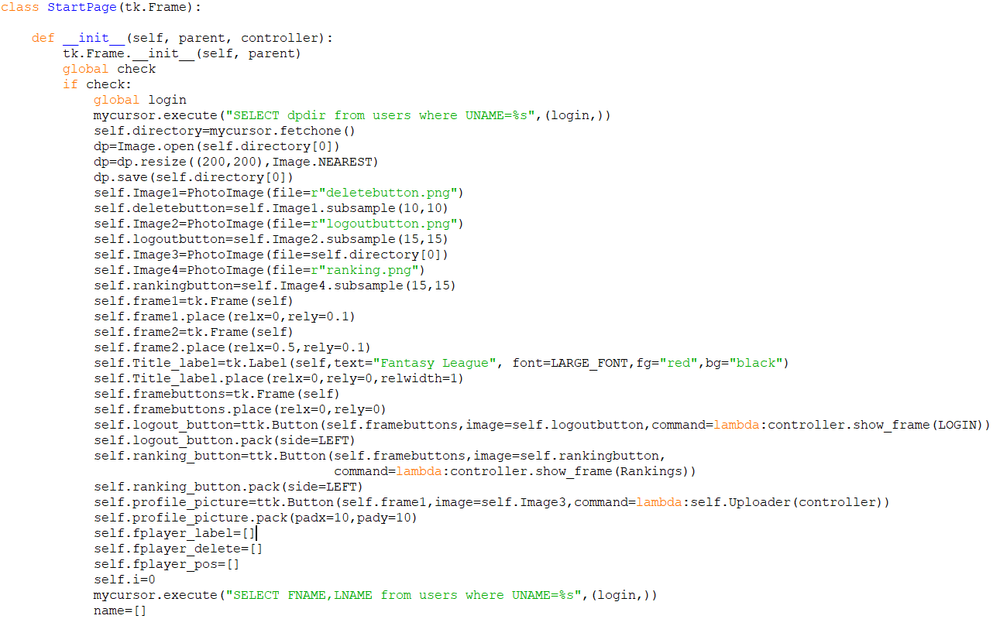 class StartPage(tk.Frame):

    def __init__(self, parent, controller):
        tk.Frame.__init__(self, parent)
        global check
        if check:
            global login
            mycursor.execute("SELECT dpdir from users where UNAME=%s",(login,))
            self.directory=mycursor.fetchone()
            dp=Image.open(self.directory[0])
            dp=dp.resize((200,200),Image.NEAREST)
            dp.save(self.directory[0])
            self.Image1=PhotoImage(file=r"deletebutton.png")
            self.deletebutton=self.Image1.subsample(10,10)
            self.Image2=PhotoImage(file=r"logoutbutton.png")
            self.logoutbutton=self.Image2.subsample(15,15)
            self.Image3=PhotoImage(file=self.directory[0])
            self.Image4=PhotoImage(file=r"ranking.png")
            self.rankingbutton=self.Image4.subsample(15,15)
            self.frame1=tk.Frame(self)
            self.frame1.place(relx=0,rely=0.1)
            self.frame2=tk.Frame(self)
            self.frame2.place(relx=0.5,rely=0.1)
            self.Title_label=tk.Label(self,text="Fantasy League", font=LARGE_FONT,fg="red",bg="black")
            self.Title_label.place(relx=0,rely=0,relwidth=1)
            self.framebuttons=tk.Frame(self)
            self.framebuttons.place(relx=0,rely=0)
            self.logout_button=ttk.Button(self.framebuttons,image=self.logoutbutton,command=lambda:controller.show_frame(LOGIN))
            self.logout_button.pack(side=LEFT)
            self.ranking_button=ttk.Button(self.framebuttons,image=self.rankingbutton,
                                           command=lambda:controller.show_frame(Rankings))
            self.ranking_button.pack(side=LEFT)
            self.profile_picture=ttk.Button(self.frame1,image=self.Image3,command=lambda:self.Uploader(controller))
            self.profile_picture.pack(padx=10,pady=10)
            self.fplayer_label=[]
            self.fplayer_delete=[]
            self.fplayer_pos=[]
            self.i=0
            mycursor.execute("SELECT FNAME,LNAME from users where UNAME=%s",(login,))
            name=[]